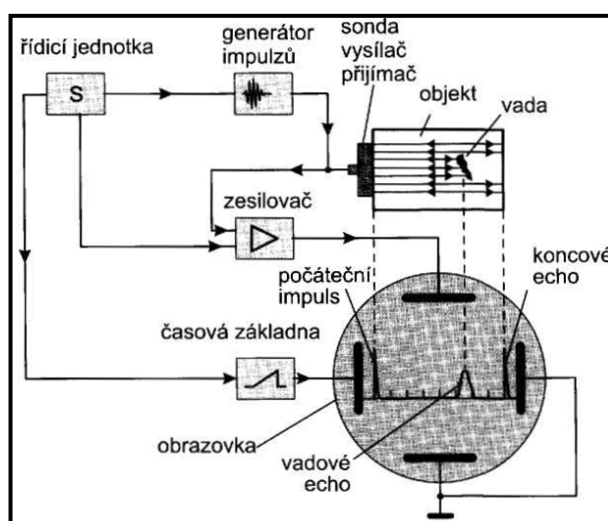 řídicí jednotka
S
generátor
impulzů
sonda
vysílač
přijímač
objekt
vada
zesilovač
počáteční
impuls
koncové
echo
časová základna
obrazovka
vadové
echo